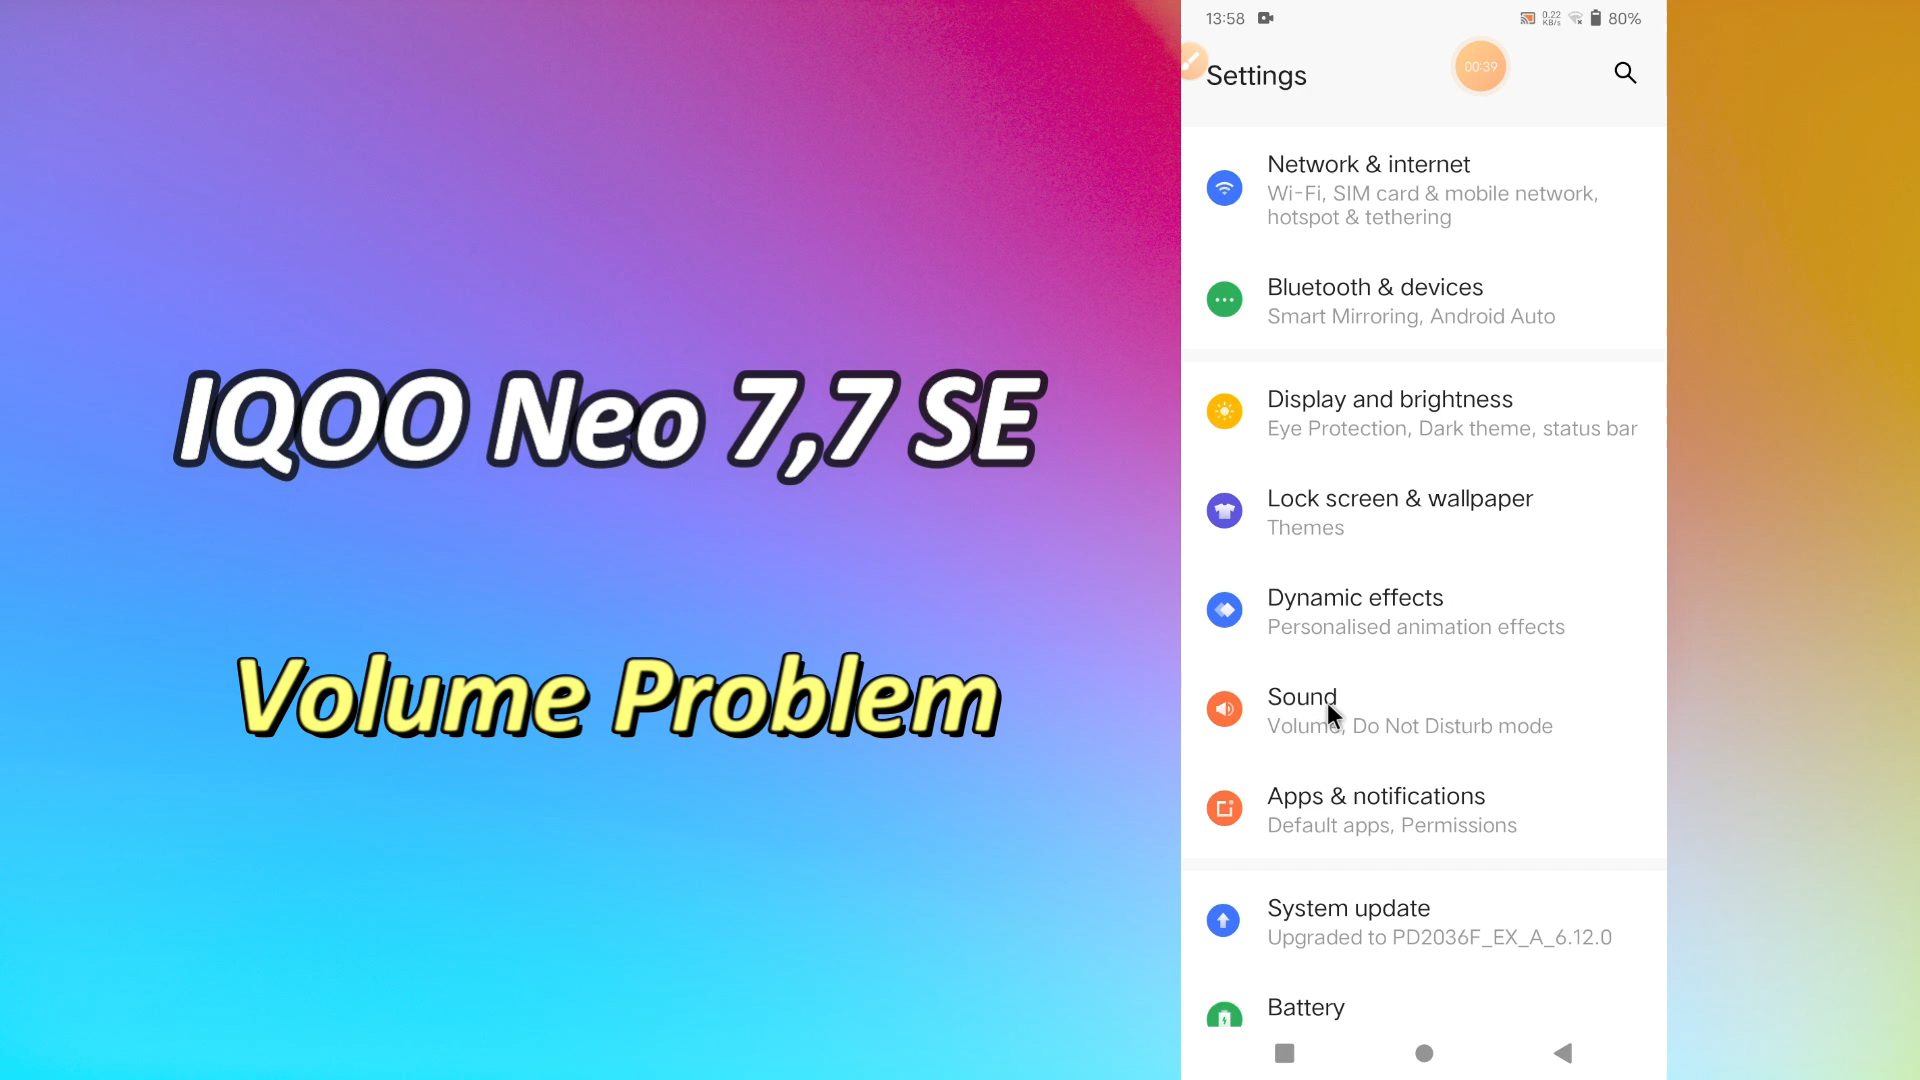 IQOO Neo 7,7 SE
Volume Problem
13:58
0.22
KB/s
80%
Settings
00:39
Network & internet
Wi-Fi, SIM card & mobile network,
hotspot & tethering
Bluetooth & devices
Smart Mirroring, Android Auto
Display and brightness
Eye Protection, Dark theme, status bar
Lock screen & wallpaper
Themes
Dynamic effects
Personalised animation effects
Sound
Volume, Do Not Disturb mode
Apps & notifications
Default apps, Permissions
System update
Upgraded to PD2036F_EX_A_6.12.0
Battery